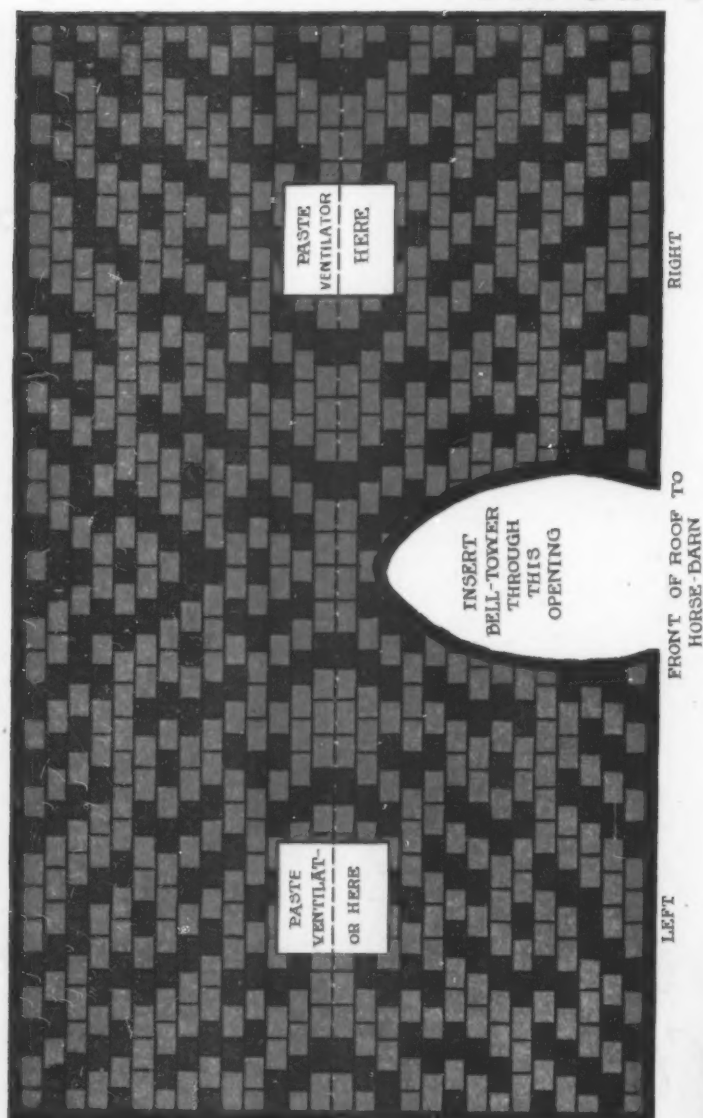 PASTE
VENTILATOR
HERE
PASTE
VENTILAT-
OR HERE
INSERT
BELL-TOWER
THROUGH
THIS
OPENING
LEFT
FRONT OF ROOF TO
HORSE-BARN
RIGHT